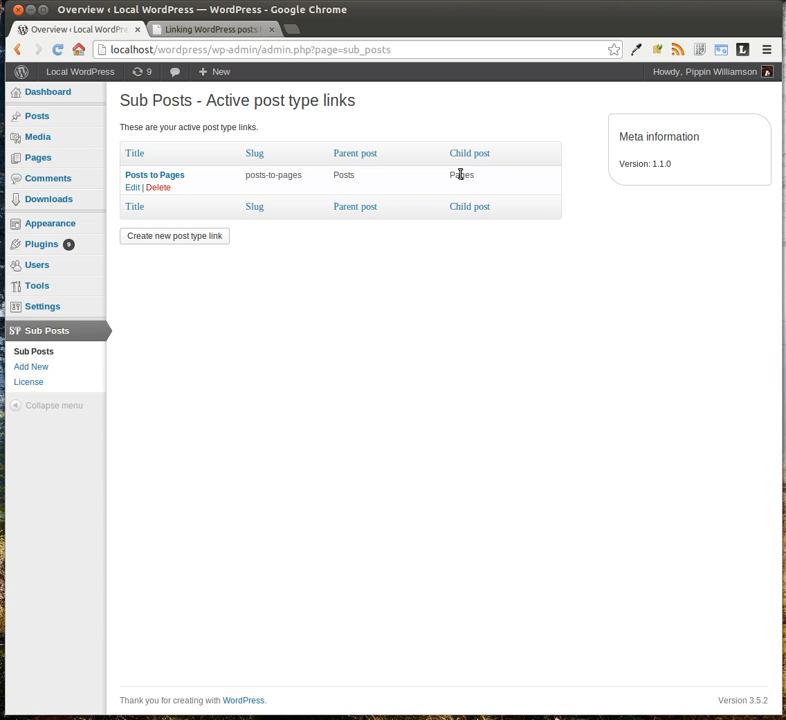 Overview ‹ Local WordPress — WordPress - Google Chrome
Overview ‹ Local WordPre
Linking WordPress posts
localhost/wordpress/wp-admin/admin.php?page=sub_posts
Local WordPress 9 + New Howdy, Pippin Williamson
Dashboard
Posts
Media
Pages
Comments
Downloads
Appearance
Plugins 9
Users
Tools
Settings
SP Sub Posts
Sub Posts
Add New
License
Collapse menu
Sub Posts - Active post type links
These are your active post type links.
Title Slug Parent post Child post
Posts to Pages posts-to-pages Posts Pages
Edit | Delete
Title Slug Parent post Child post
Create new post type link
Meta information
Version: 1.1.0
Thank you for creating with WordPress. Version 3.5.2